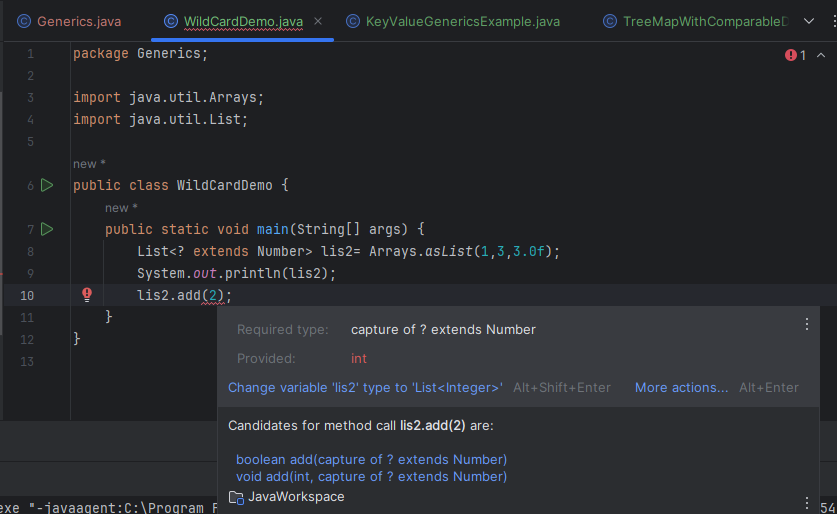 Generics.java WildCardDemo.java KeyValueGenericsExample.java TreeMapWithComparableD
1 package Generics; 1
2
3 import java.util.Arrays;
4 import java.util.List;
5
new *
6 public class WildCardDemo {
new *
7 public static void main(String[] args) {
8 List<? extends Number> lis2= Arrays.asList(1,3,3.0f);
9 System.out.println(lis2);
10 lis2.add(2);
11 }
12 }
13
Required type: capture of ? extends Number
Provided: int
Change variable 'lis2' type to 'List<Integer>' Alt+Shift+Enter More actions... Alt+Enter
Candidates for method call lis2.add(2) are:
boolean add(capture of ? extends Number)
void add(int, capture of ? extends Number)
JavaWorkspace
exe "-javaagent:C:\Program F 54